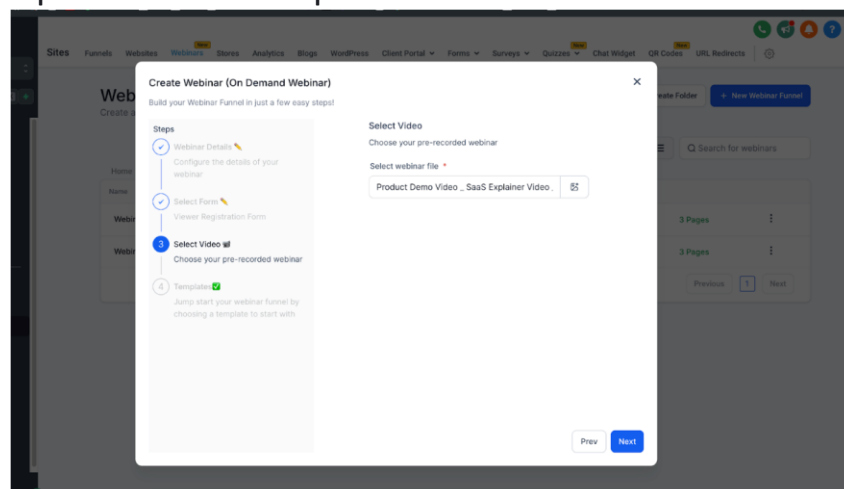 New
New
New
Sites Funnels Websites Webinars Stores Analytics Blogs WordPress Client Portal Forms Surveys Quizzes Chat Widget QR Codes URL Redirects
Create Webinar (On Demand Webinar)
Build your Webinar Funnel in just a few easy steps!
Web
Create a
eate Folder
+ New Webinar Funnel
Steps
Webinar Details ✏️
Configure the details of your
webinar
Select Form ✏️
Viewer Registration Form
3 Select Video
Choose your pre-recorded webinar
4 Templates ✅
Jump start your webinar funnel by
choosing a template to start with
Select Video
Choose your pre-recorded webinar
Select webinar file *
Product Demo Video _ SaaS Explainer Video .
Prev Next
Search for webinars
Home
Name
Webin
3 Pages
Webin
3 Pages
Previous 1 Next